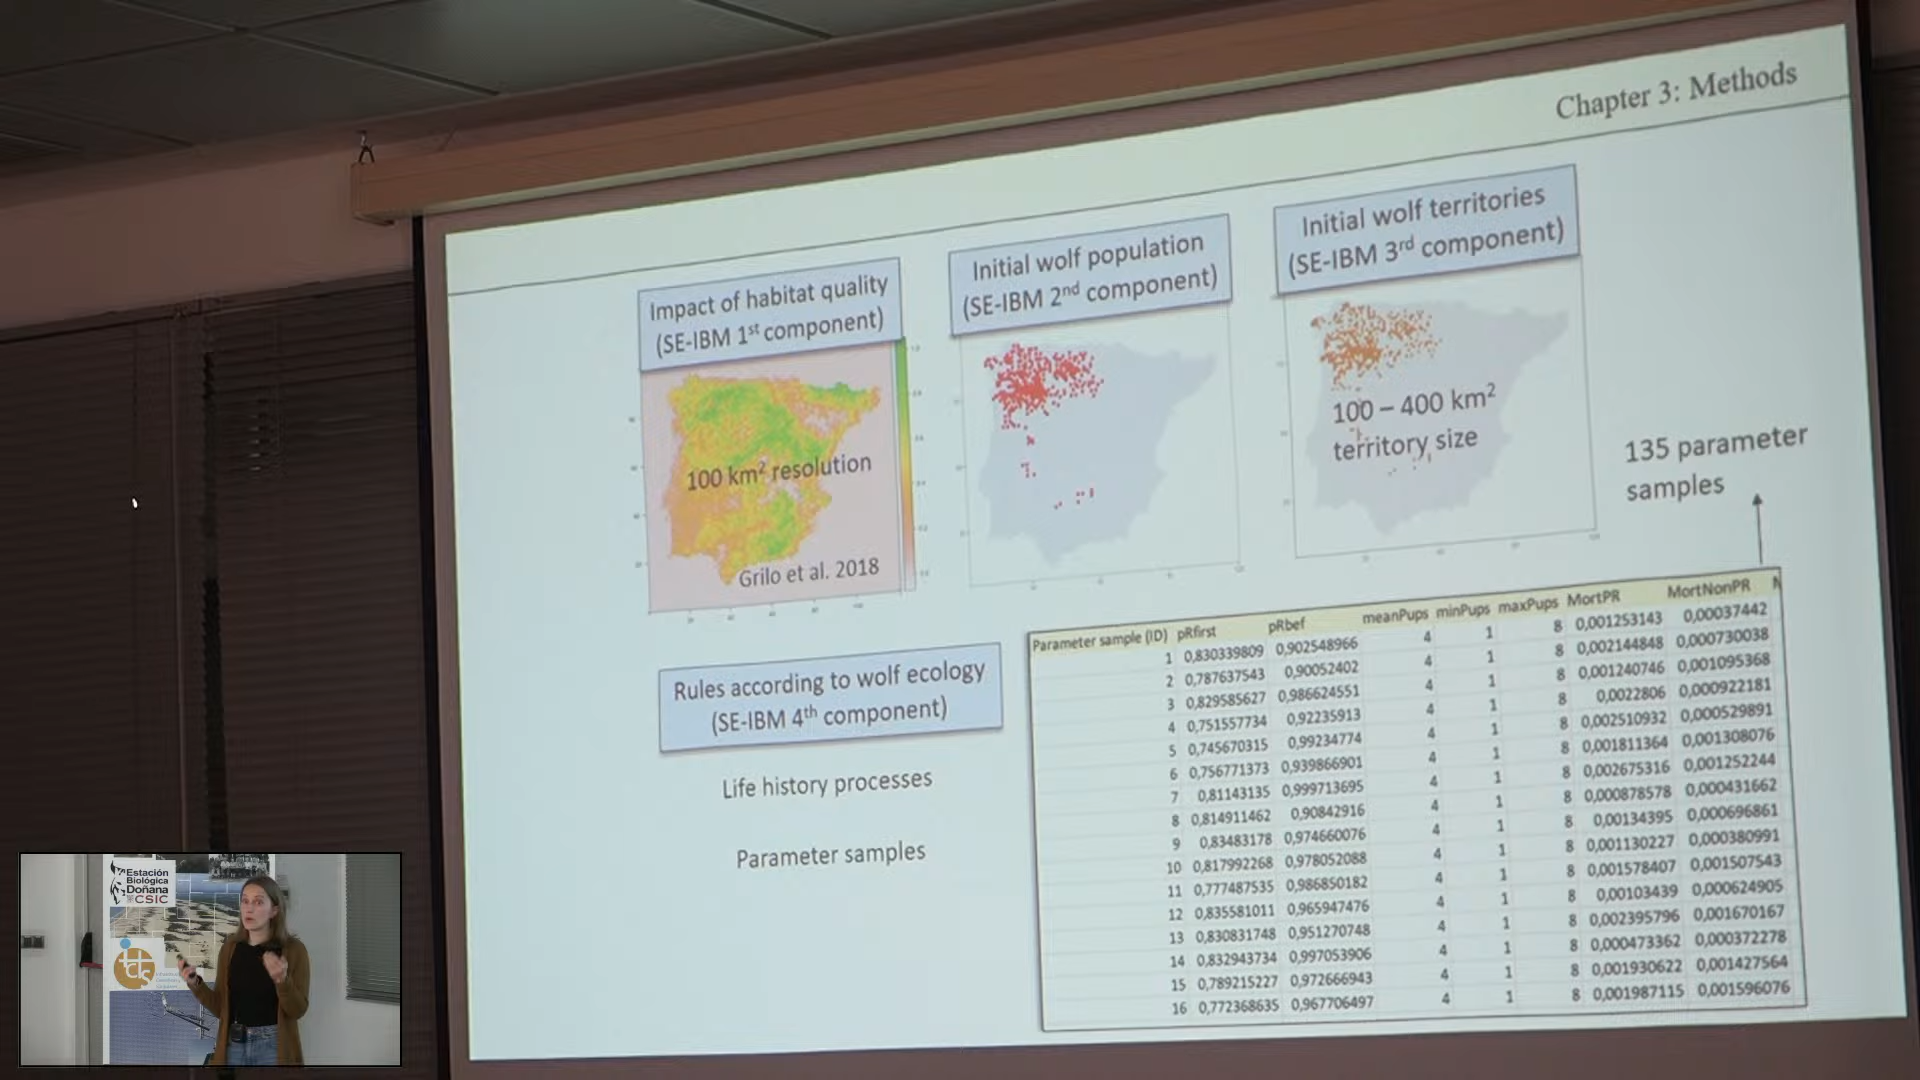 Chapter 3: Methods
Impact of habitat quality
(SE-IBM 1st component)
100 km2 resolution
Grilo et al. 2018
Initial wolf population
(SE-IBM 2nd component)
Initial wolf territories
(SE-IBM 3rd component)
100 – 400 km2
territory size
135 parameter
samples
Rules according to wolf ecology
(SE-IBM 4th component)
Life history processes
Parameter samples
Parameter sample (ID) pRfirst pRbef meanPups minPups maxPups MortPR MortNonPR
1 0,830339809 0,902548966 4 1 8 0,001253143 0,00037442
2 0,787637543 0,90052402 4 1 8 0,002144848 0,000730038
3 0,829585627 0,986624551 4 1 8 0,001240746 0,001095368
4 0,751557734 0,92235913 4 1 8 0,0022806 0,000922181
5 0,745670315 0,99234774 4 1 8 0,002510932 0,000529891
6 0,756771373 0,939866901 4 1 8 0,001811364 0,001308076
7 0,81143135 0,999713695 4 1 8 0,002675316 0,001252244
8 0,814911462 0,90842916 4 1 8 0,000878578 0,000431662
9 0,83483178 0,974660076 4 1 8 0,00134395 0,000696861
10 0,817992268 0,978052088 4 1 8 0,001130227 0,000380991
11 0,777487535 0,986850182 4 1 8 0,001578407 0,001507543
12 0,835581011 0,965947476 4 1 8 0,00103439 0,000624905
13 0,830831748 0,951270748 4 1 8 0,002395796 0,001670167
14 0,832943734 0,997053906 4 1 8 0,000473362 0,000372278
15 0,789215227 0,972666943 4 1 8 0,001930622 0,001427564
16 0,772368635 0,967706497 4 1 8 0,001987115 0,001596076
Estación
Biológica
Doñana
CSIC